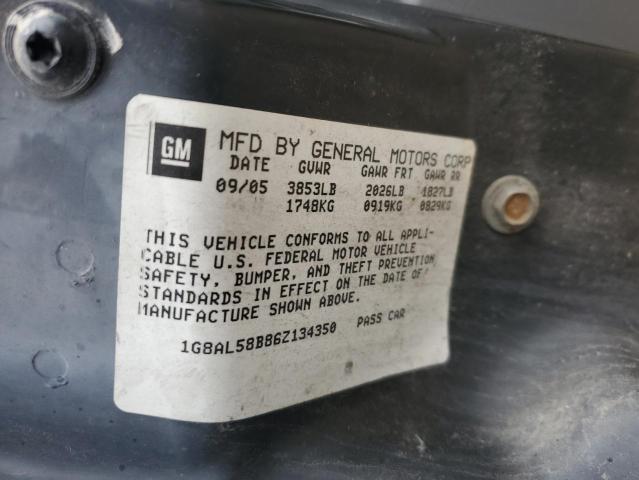 GM
MFD BY GENERAL MOTORS CORP
DATE GVWR GAWR FRT GAWR RR
09/05 3853LB 2026LB 1827LB
1748KG 0919KG 0829KG
THIS VEHICLE CONFORMS TO ALL APPLI-
CABLE U.S. FEDERAL MOTOR VEHICLE
SAFETY, BUMPER, AND THEFT PREVENTION
STANDARDS IN EFFECT ON THE DATE OF
MANUFACTURE SHOWN ABOVE.
1G8AL58B86Z134350 PASS CAR